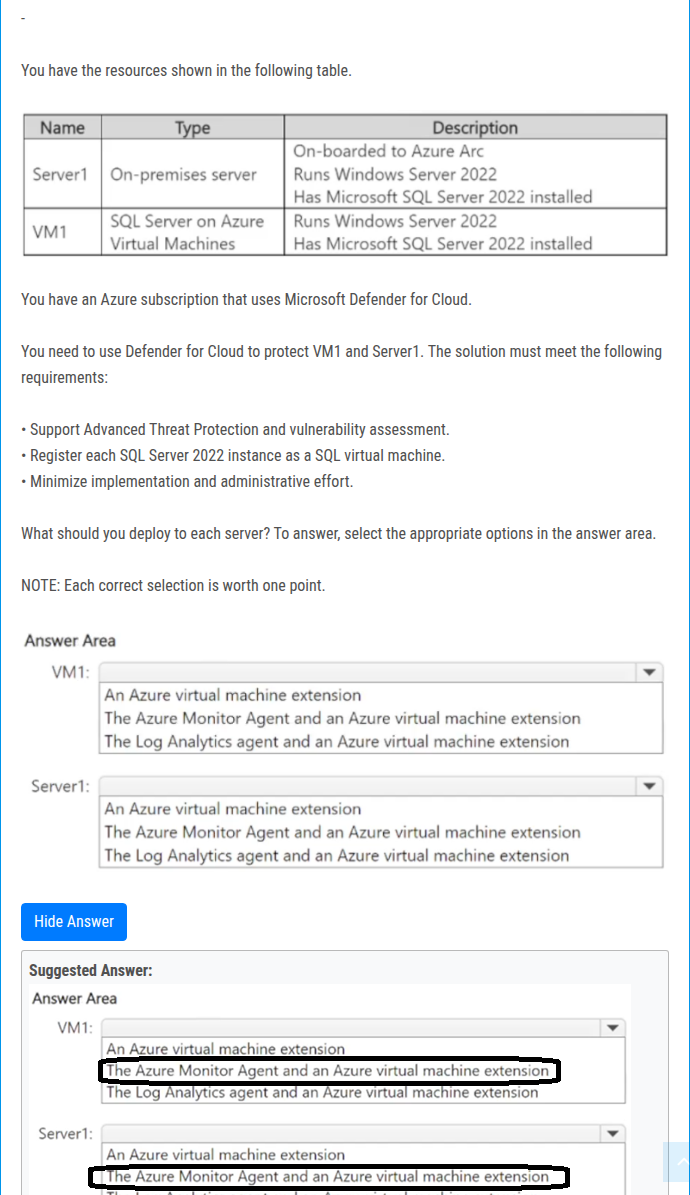 -
You have the resources shown in the following table.
Name Type Description
Server1 On-premises server On-boarded to Azure Arc
Runs Windows Server 2022
Has Microsoft SQL Server 2022 installed
VM1 SQL Server on Azure Virtual Machines Runs Windows Server 2022
Has Microsoft SQL Server 2022 installed
You have an Azure subscription that uses Microsoft Defender for Cloud.
You need to use Defender for Cloud to protect VM1 and Server1. The solution must meet the following
requirements:
• Support Advanced Threat Protection and vulnerability assessment.
• Register each SQL Server 2022 instance as a SQL virtual machine.
• Minimize implementation and administrative effort.
What should you deploy to each server? To answer, select the appropriate options in the answer area.
NOTE: Each correct selection is worth one point.
Answer Area
VM1:
An Azure virtual machine extension
The Azure Monitor Agent and an Azure virtual machine extension
The Log Analytics agent and an Azure virtual machine extension
Server1:
An Azure virtual machine extension
The Azure Monitor Agent and an Azure virtual machine extension
The Log Analytics agent and an Azure virtual machine extension
Hide Answer
Suggested Answer:
Answer Area
VM1:
An Azure virtual machine extension
The Azure Monitor Agent and an Azure virtual machine extension
The Log Analytics agent and an Azure virtual machine extension
Server1:
An Azure virtual machine extension
The Azure Monitor Agent and an Azure virtual machine extension